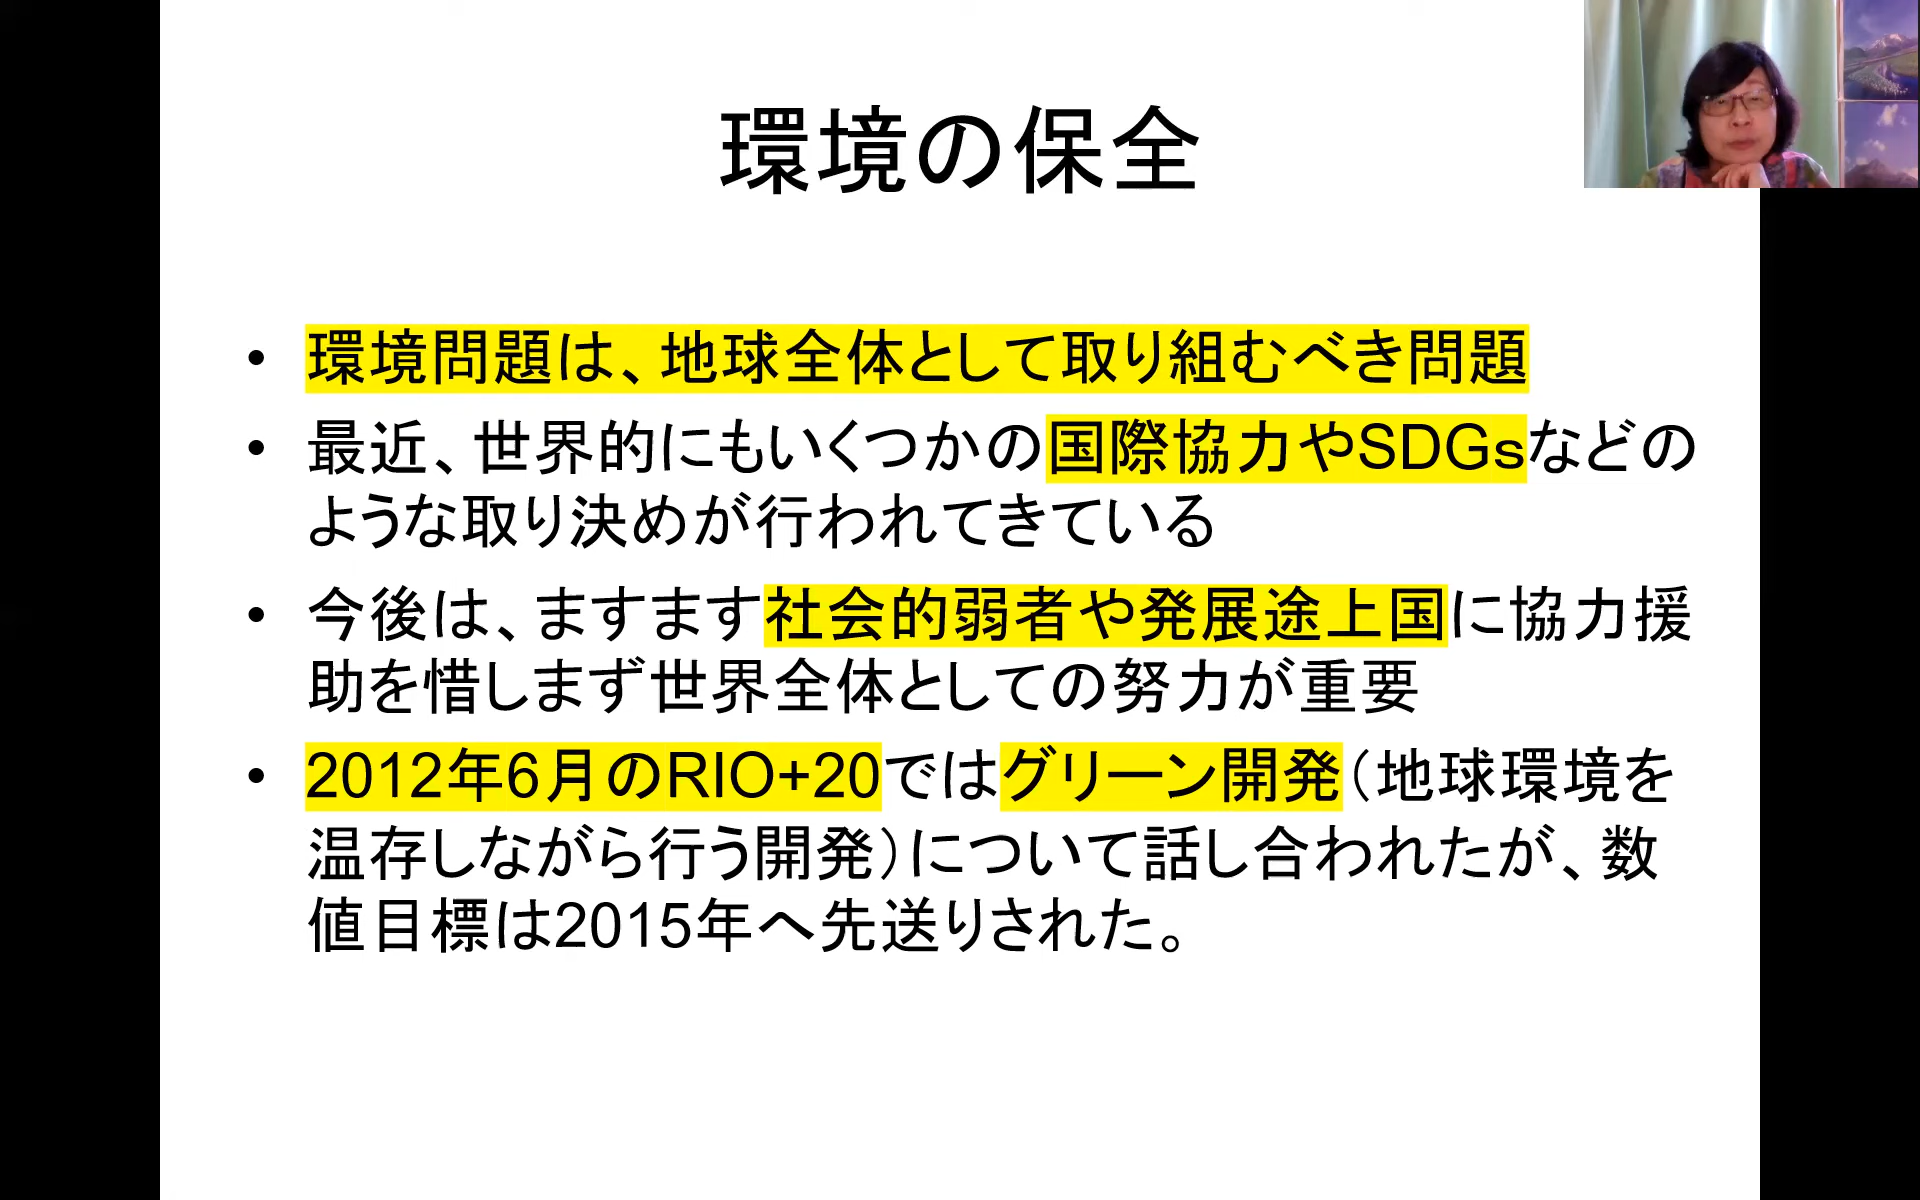 環境の保全
• 環境問題は、地球全体として取り組むべき問題
• 最近、世界的にもいくつかの国際協力やSDGsなどの
ような取り決めが行われてきている
• 今後は、ますます社会的弱者や発展途上国に協力援
助を惜しまず世界全体としての努力が重要
• 2012年6月のRIO+20ではグリーン開発（地球環境を
温存しながら行う開発）について話し合われたが、数
値目標は2015年へ先送りされた。